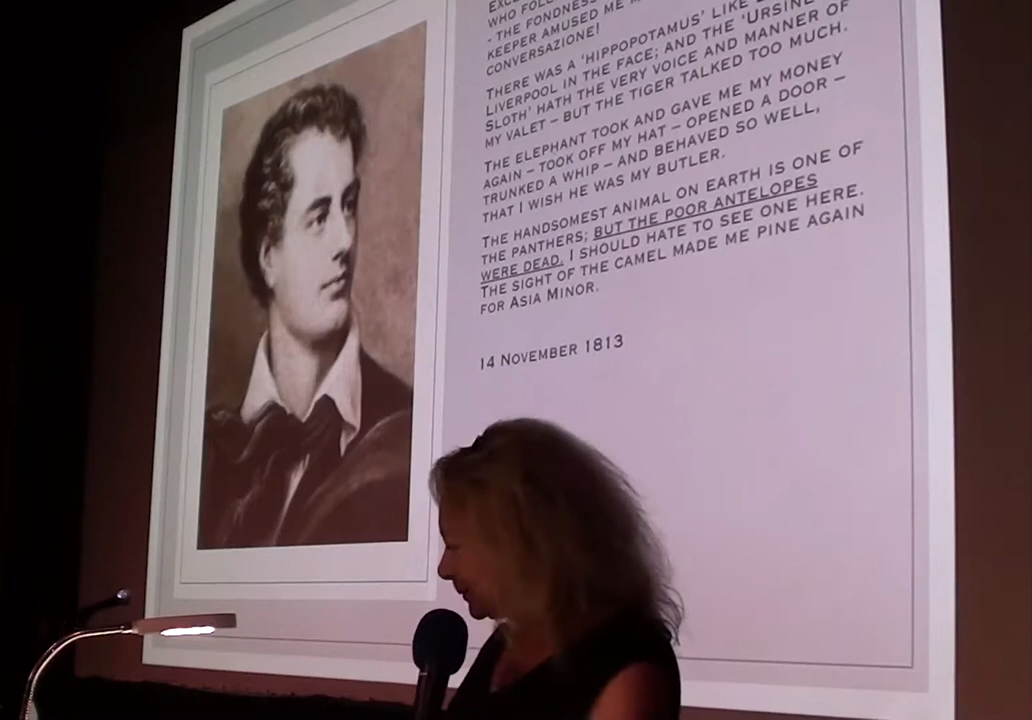 WHO FOLL
- THE FONDNESS
KEEPER AMUSED ME M
CONVERSAZIONE!
THERE WAS A 'HIPPOPOTAMUS' LIKE L
LIVERPOOL IN THE FACE; AND THE 'URSINE
SLOTH' HATH THE VERY VOICE AND MANNER OF
MY VALET – BUT THE TIGER TALKED TOO MUCH.
THE ELEPHANT TOOK AND GAVE ME MY MONEY
AGAIN – TOOK OFF MY HAT – OPENED A DOOR –
TRUNKED A WHIP – AND BEHAVED SO WELL,
THAT I WISH HE WAS MY BUTLER.
THE HANDSOMEST ANIMAL ON EARTH IS ONE OF
THE PANTHERS; BUT THE POOR ANTELOPES
WERE DEAD. I SHOULD HATE TO SEE ONE HERE.
THE SIGHT OF THE CAMEL MADE ME PINE AGAIN
FOR ASIA MINOR.
14 NOVEMBER 1813